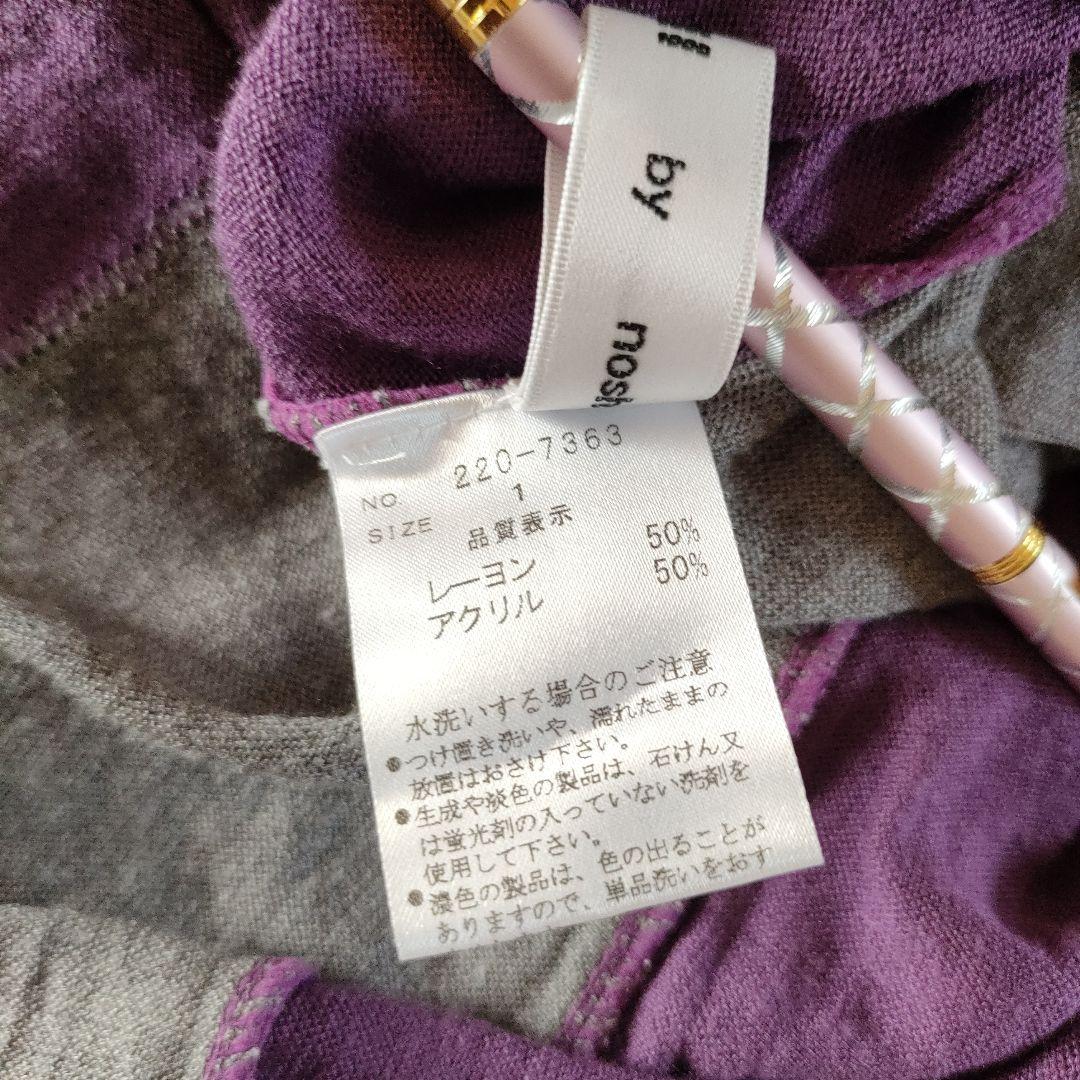 by
mosh
NO 220-7363
SIZE 1
品質表示
レーヨン 50%
アクリル 50%
水洗いする場合のご注意
●つけ置き洗いや、濡れたままの
放置はおさけ下さい。
●生成や淡色の製品は、石けん又
は蛍光剤の入っていない洗剤を
使用して下さい。
●濃色の製品は、色の出ることが
ありますので、単品洗いをおす